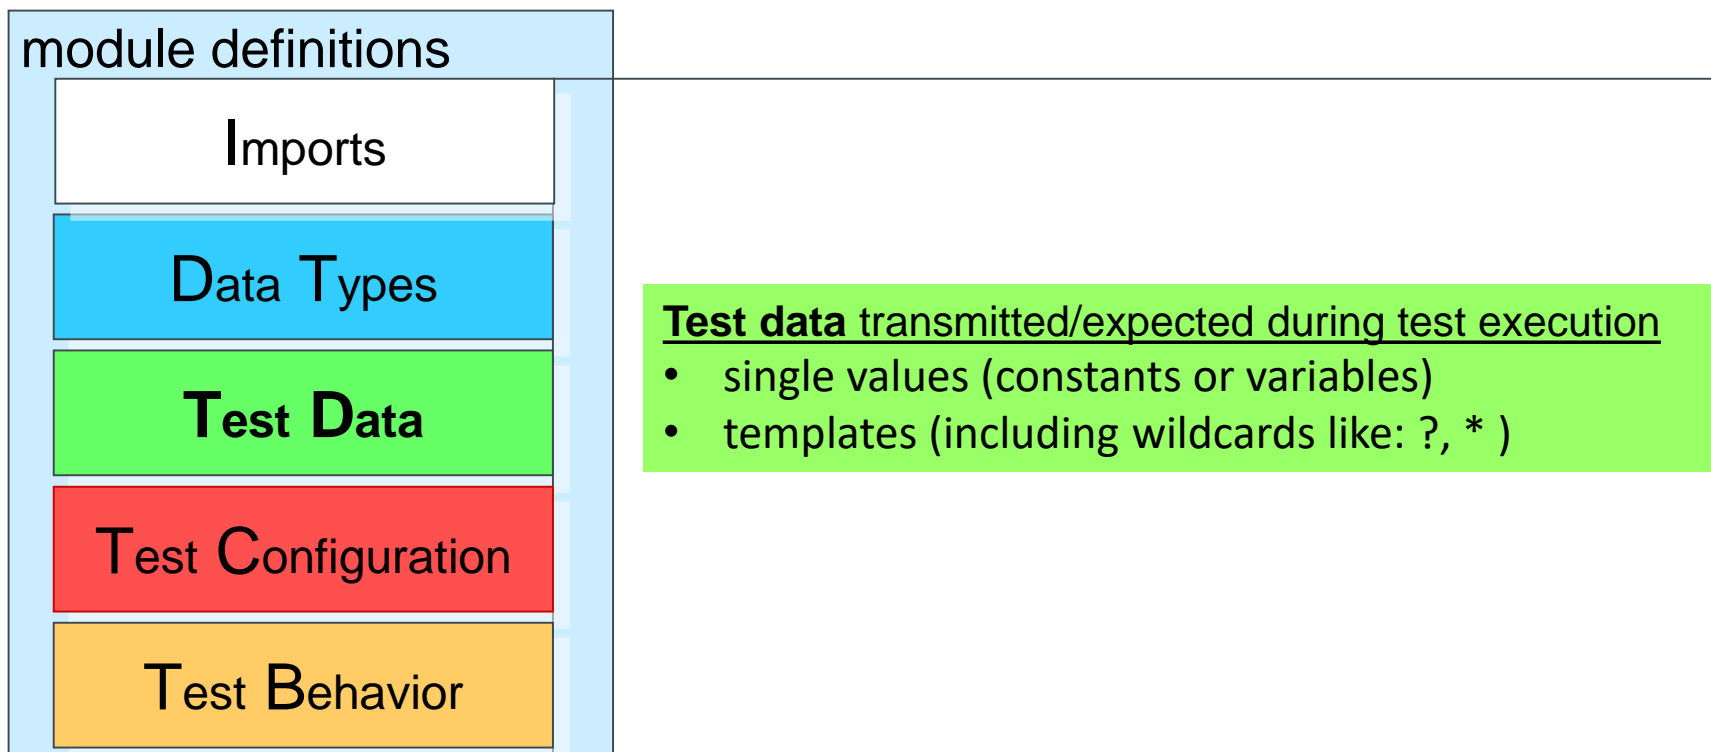 module definitions
Imports
Data Types
Test Data
Test Configuration
Test Behavior
Test data transmitted/expected during test execution
• single values (constants or variables)
• templates (including wildcards like: ?, * )